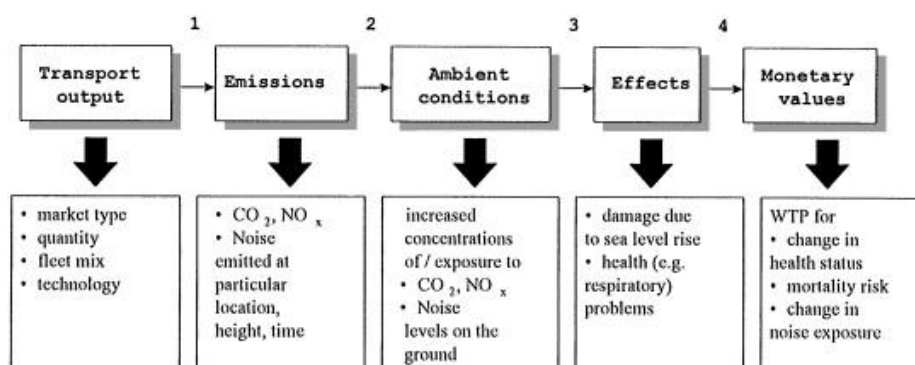 1
2
3
4
Transport
output
Emissions
Ambient
conditions
Effects
Monetary
values
• market type
• quantity
• fleet mix
• technology
• CO 2, NO x
• Noise
emitted at
particular
location,
height, time
increased
concentrations
of / exposure to
• CO 2, NO x
• Noise
levels on the
ground
• damage due
to sea level rise
• health (e.g.
respiratory)
problems
WTP for
• change in
health status
• mortality risk
• change in
noise exposure